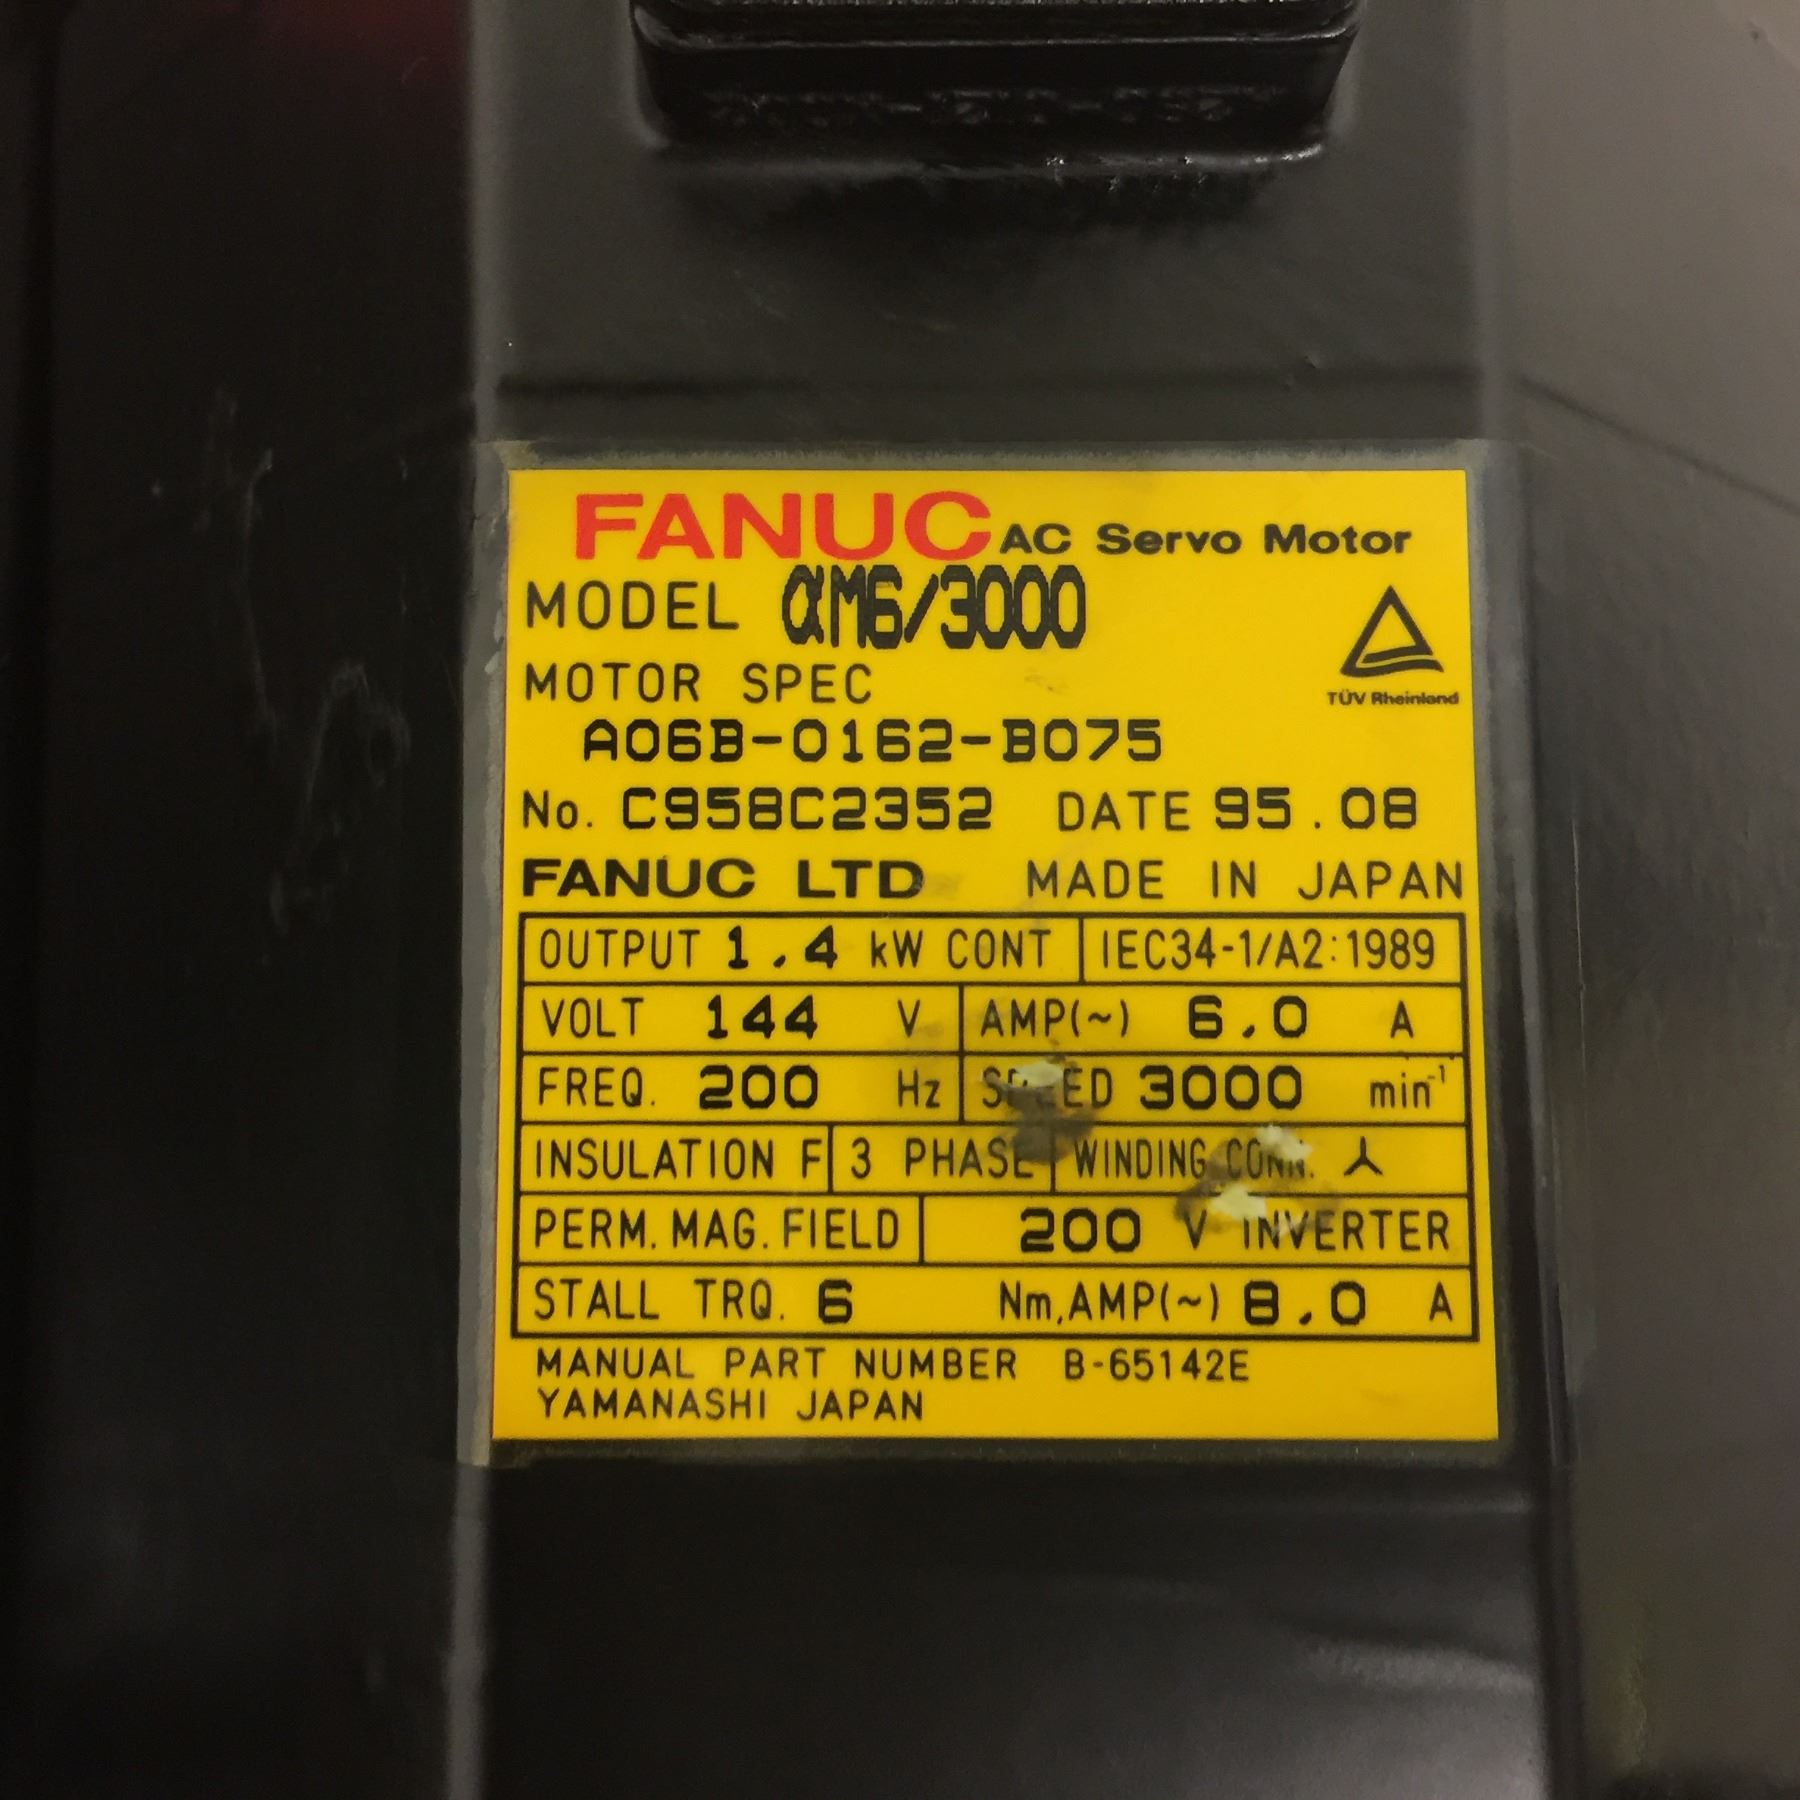 FANUC AC Servo Motor
MODEL αM6/3000
TÜV Rheinland
MOTOR SPEC
A06B-0162-B075
No. C958C2352 DATE 95.08
FANUC LTD MADE IN JAPAN
OUTPUT 1.4 kW CONT IEC34-1/A2:1989
VOLT 144 V AMP(~) 6.0 A
FREQ. 200 Hz SPEED 3000 min⁻¹
INSULATION F 3 PHASE WINDING CONN.
PERM. MAG. FIELD 200 V INVERTER
STALL TRQ. 6 Nm, AMP(~) 8.0 A
MANUAL PART NUMBER B-65142E
YAMANASHI JAPAN